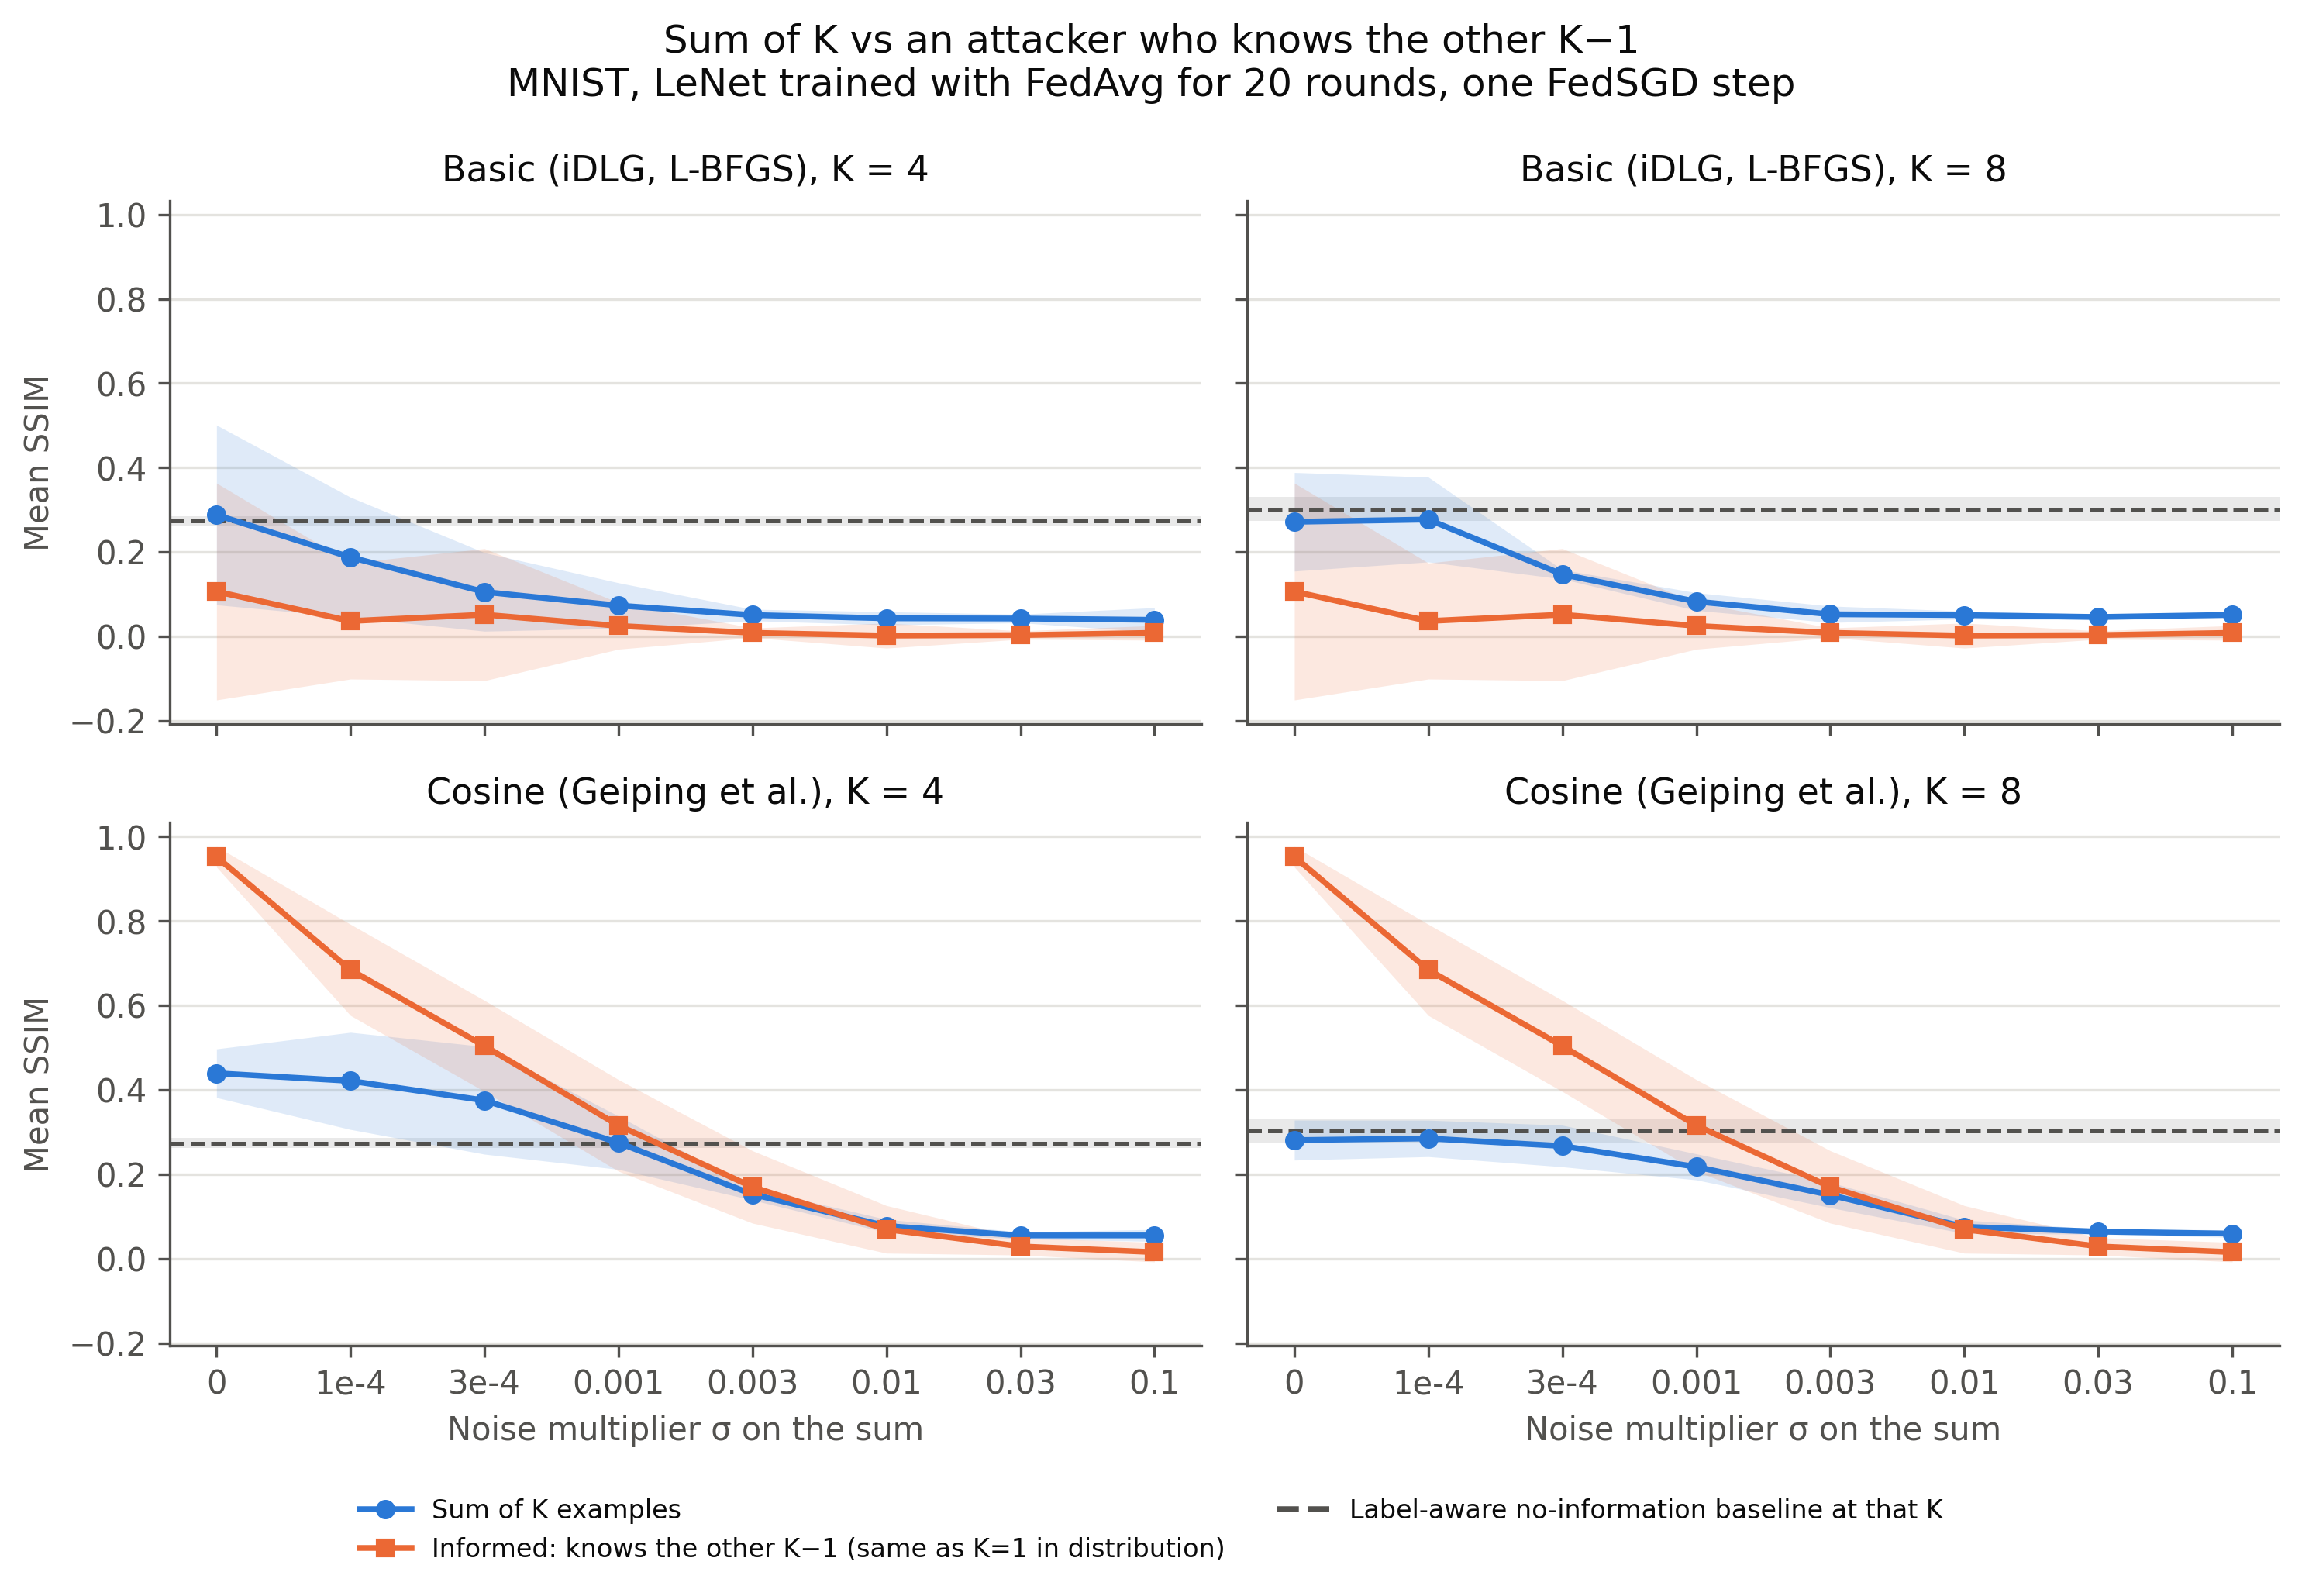 Sum of K vs an attacker who knows the other K−1
MNIST, LeNet trained with FedAvg for 20 rounds, one FedSGD step
Basic (iDLG, L-BFGS), K = 4
Basic (iDLG, L-BFGS), K = 8
Mean SSIM
1.0
0.8
0.6
0.4
0.2
0.0
−0.2
Cosine (Geiping et al.), K = 4
Cosine (Geiping et al.), K = 8
Mean SSIM
1.0
0.8
0.6
0.4
0.2
0.0
−0.2
0 1e-4 3e-4 0.001 0.003 0.01 0.03 0.1
0 1e-4 3e-4 0.001 0.003 0.01 0.03 0.1
Noise multiplier σ on the sum
Noise multiplier σ on the sum
Sum of K examples
Informed: knows the other K−1 (same as K=1 in distribution)
Label-aware no-information baseline at that K